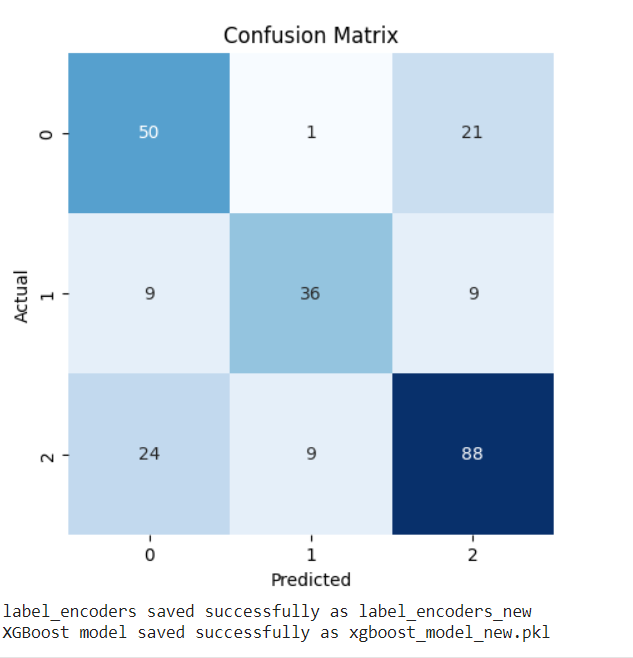 Confusion Matrix
0 50 1 21
Actual 1 9 36 9
2 24 9 88
0 1 2
Predicted
label_encoders saved successfully as label_encoders_new
XGBoost model saved successfully as xgboost_model_new.pkl